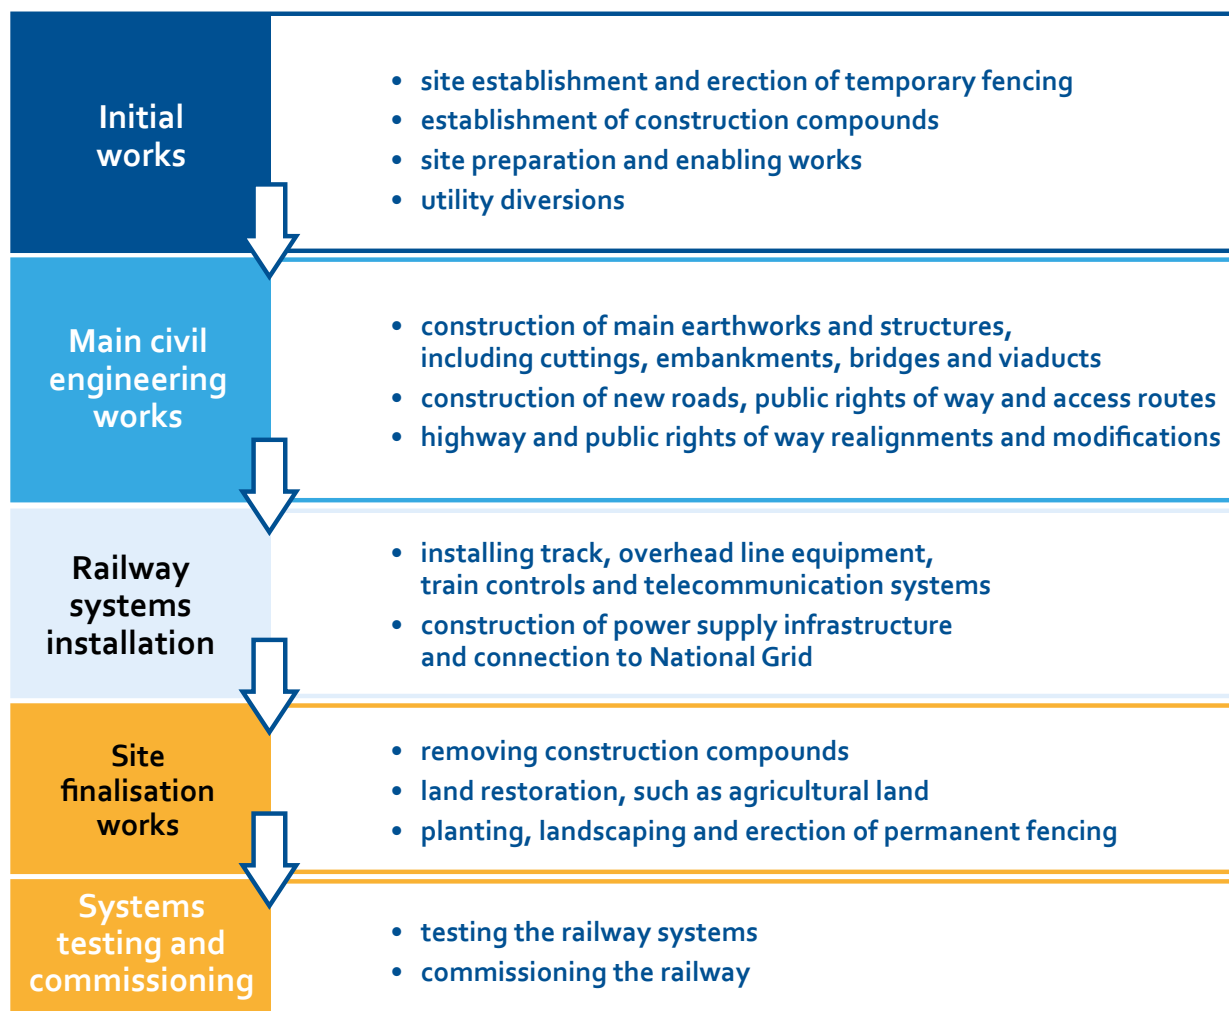 Initial
works
• site establishment and erection of temporary fencing
• establishment of construction compounds
• site preparation and enabling works
• utility diversions
Main civil
engineering
works
• construction of main earthworks and structures,
including cuttings, embankments, bridges and viaducts
• construction of new roads, public rights of way and access routes
• highway and public rights of way realignments and modifications
Railway
systems
installation
• installing track, overhead line equipment,
train controls and telecommunication systems
• construction of power supply infrastructure
and connection to National Grid
Site
finalisation
works
• removing construction compounds
• land restoration, such as agricultural land
• planting, landscaping and erection of permanent fencing
Systems
testing and
commissioning
• testing the railway systems
• commissioning the railway